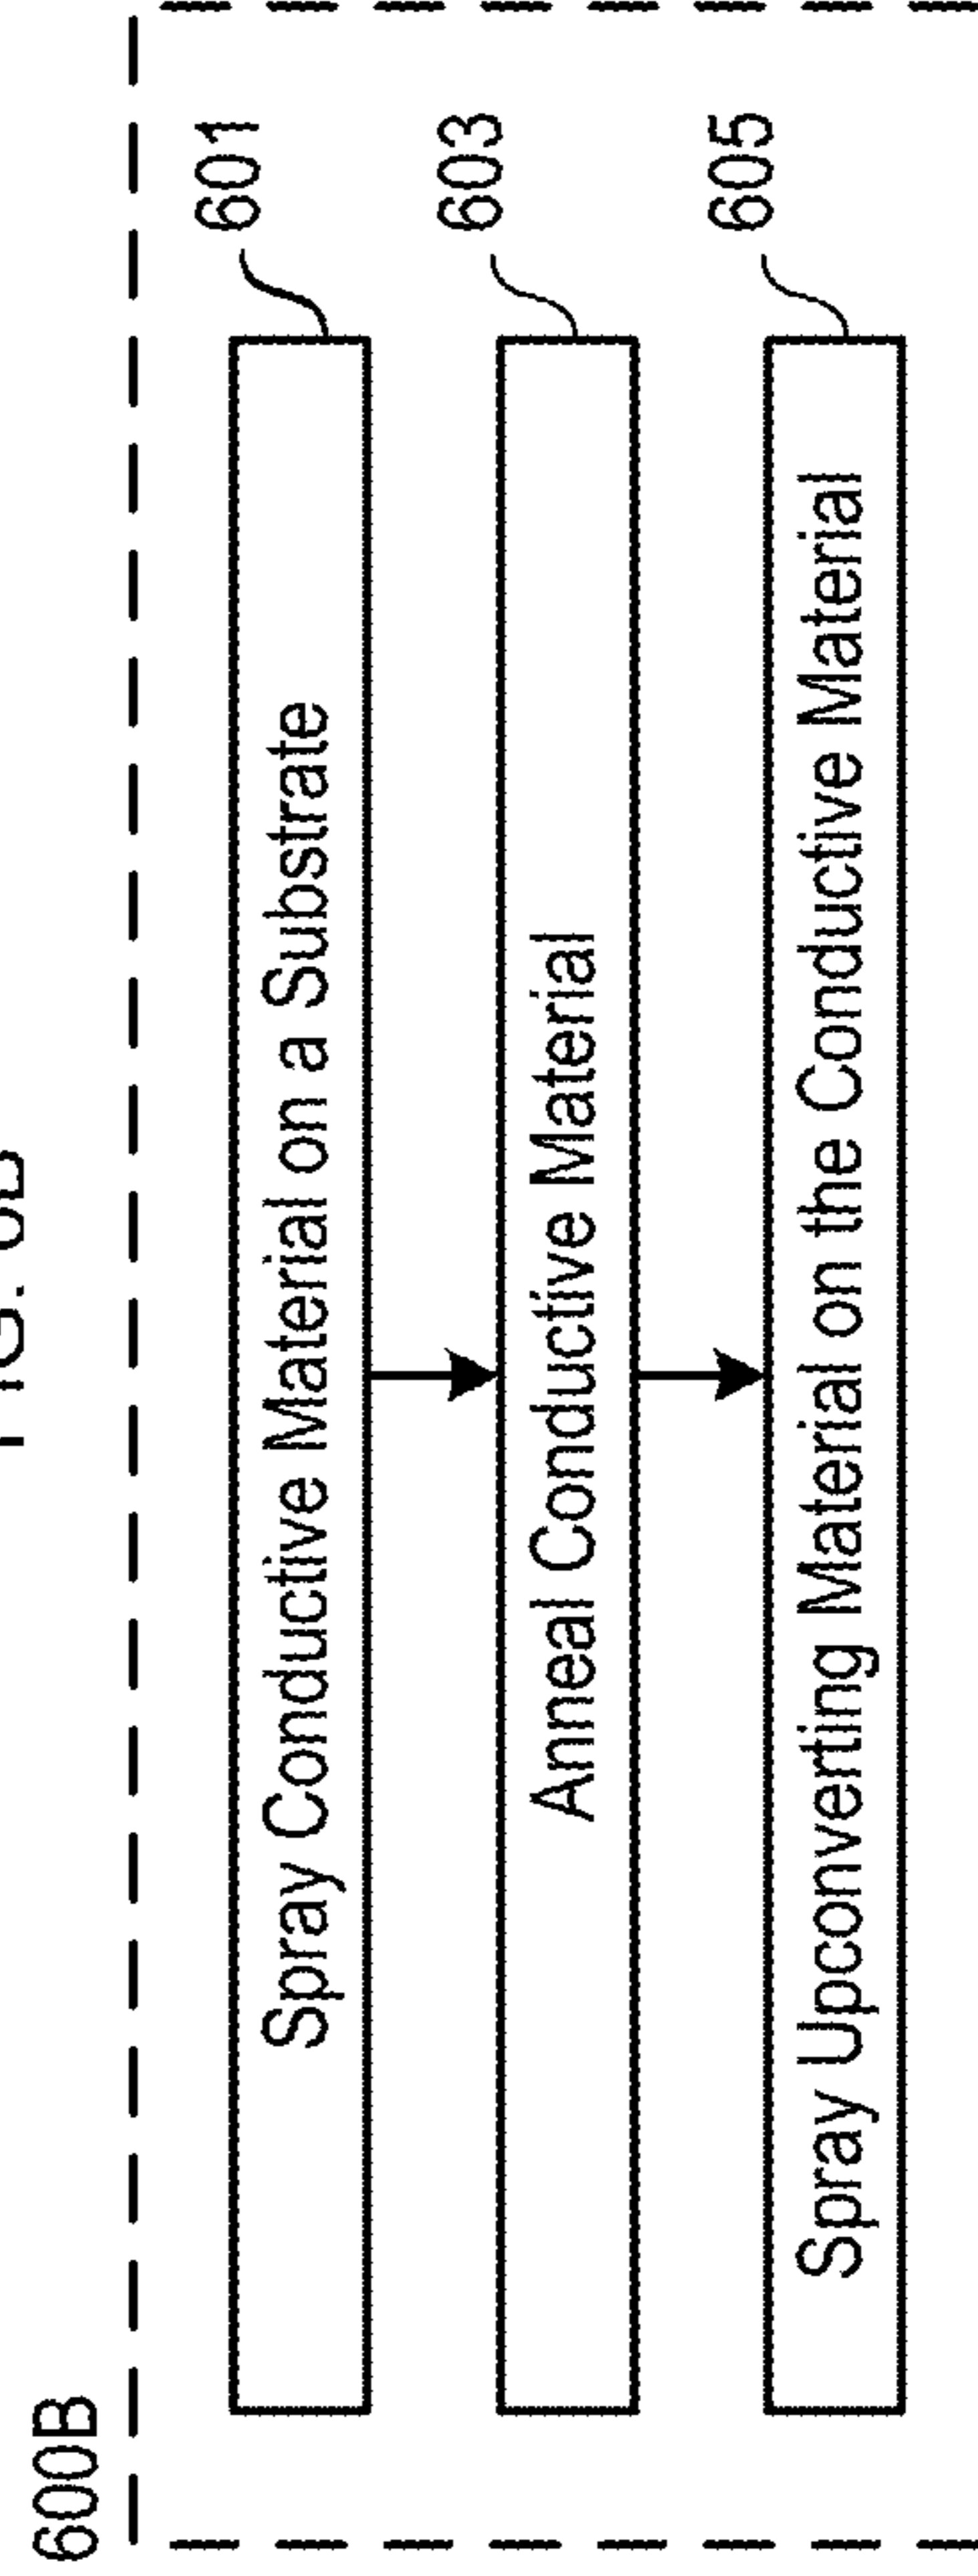 600B
Spray Conductive Material on a Substrate
601
Anneal Conductive Material
603
Spray Upconverting Material on the Conductive Material
605